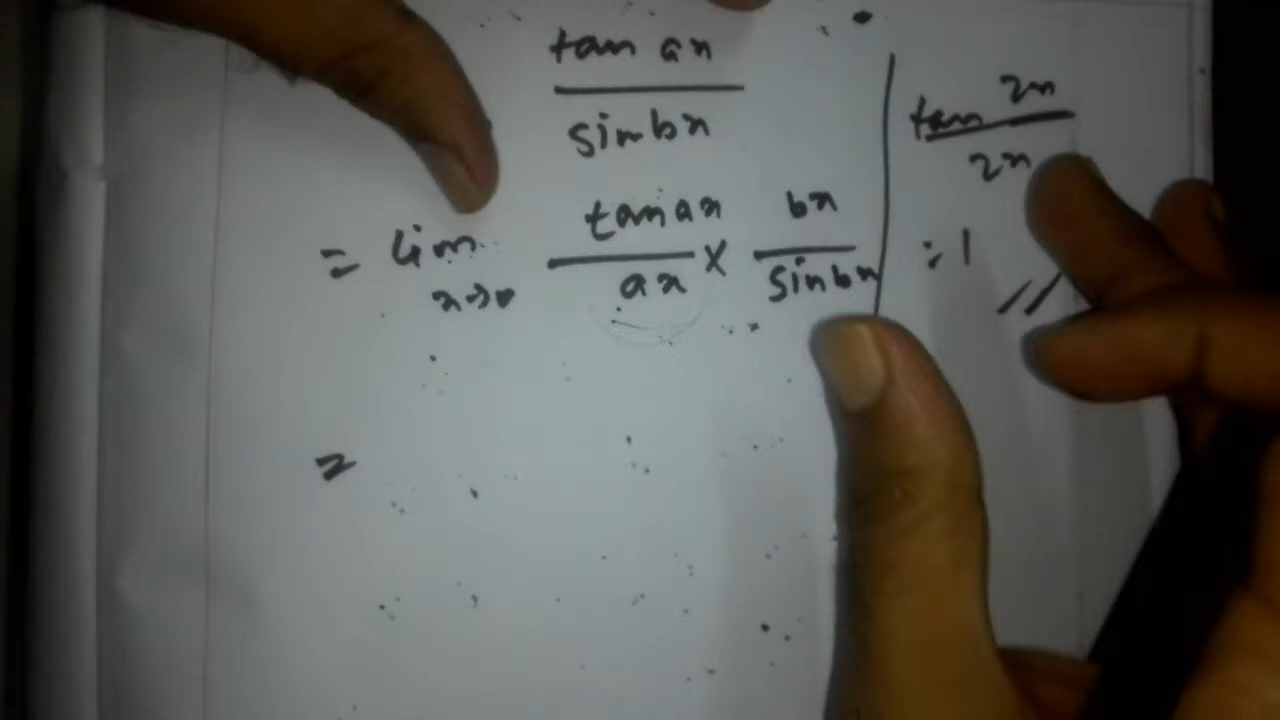 tan ax
sin bx
= lim x→0 tan ax / ax × bx / sin bx
=
tan 2x
2x
= 1 //